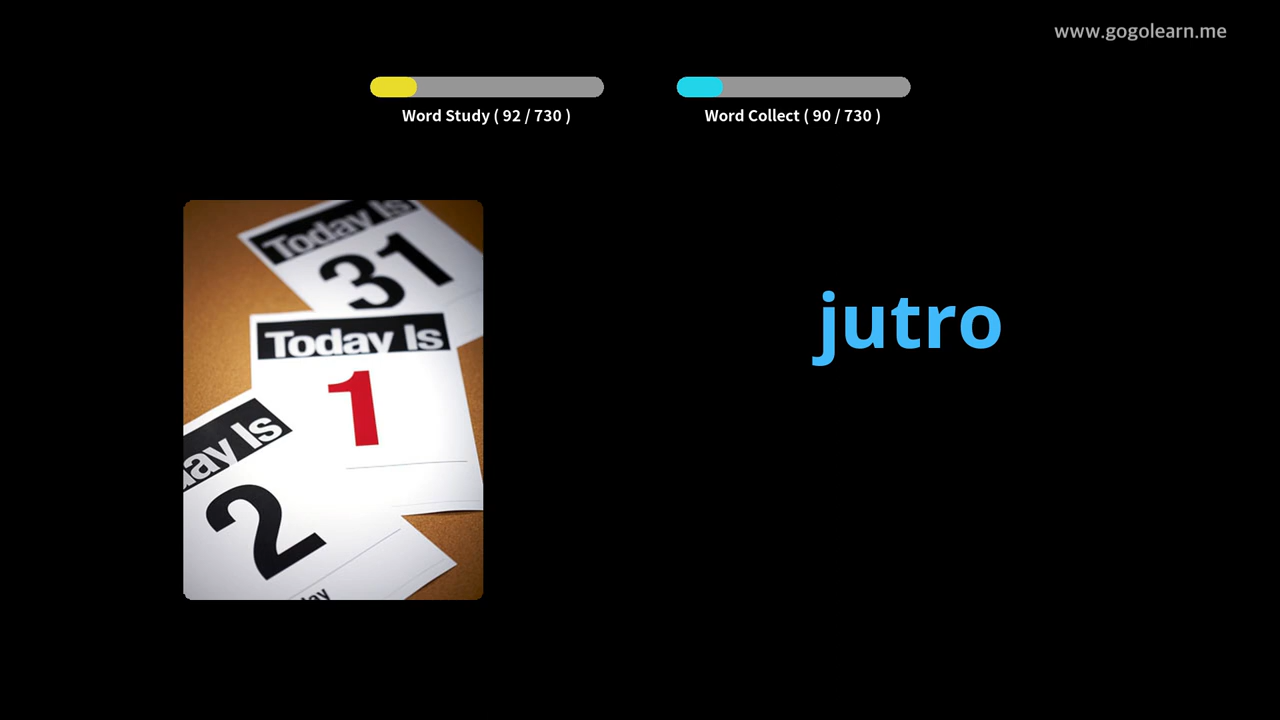 www.gogolearn.me
Word Study ( 92 / 730 )
Word Collect ( 90 / 730 )
Today Is
31
Today Is
1
ay Is
2
jutro